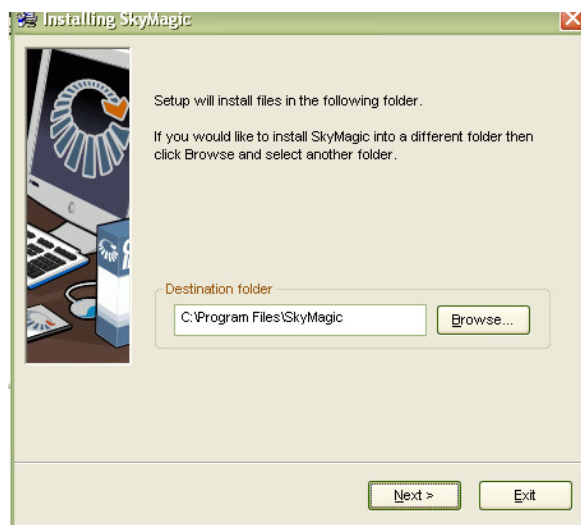 Installing SkyMagic
Setup will install files in the following folder.
If you would like to install SkyMagic into a different folder then
click Browse and select another folder.
Destination folder
C:\Program Files\SkyMagic
Browse...
Next >
Exit